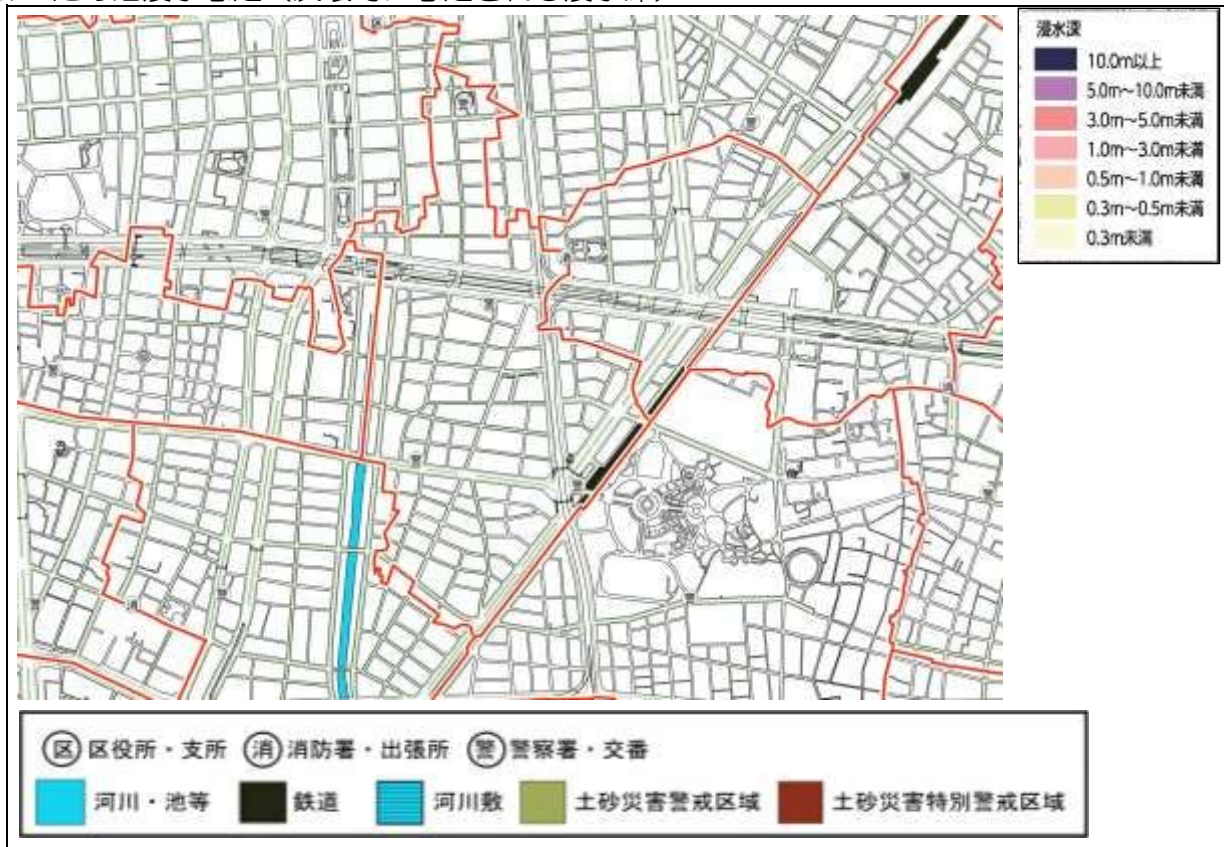 浸水深
10.0m以上
5.0m～10.0m未満
3.0m～5.0m未満
1.0m～3.0m未満
0.5m～1.0m未満
0.3m～0.5m未満
0.3m未満
区 区役所・支所 消 消防署・出張所 警 警察署・交番
河川・池等 鉄道 河川敷 土砂災害警戒区域 土砂災害特別警戒区域